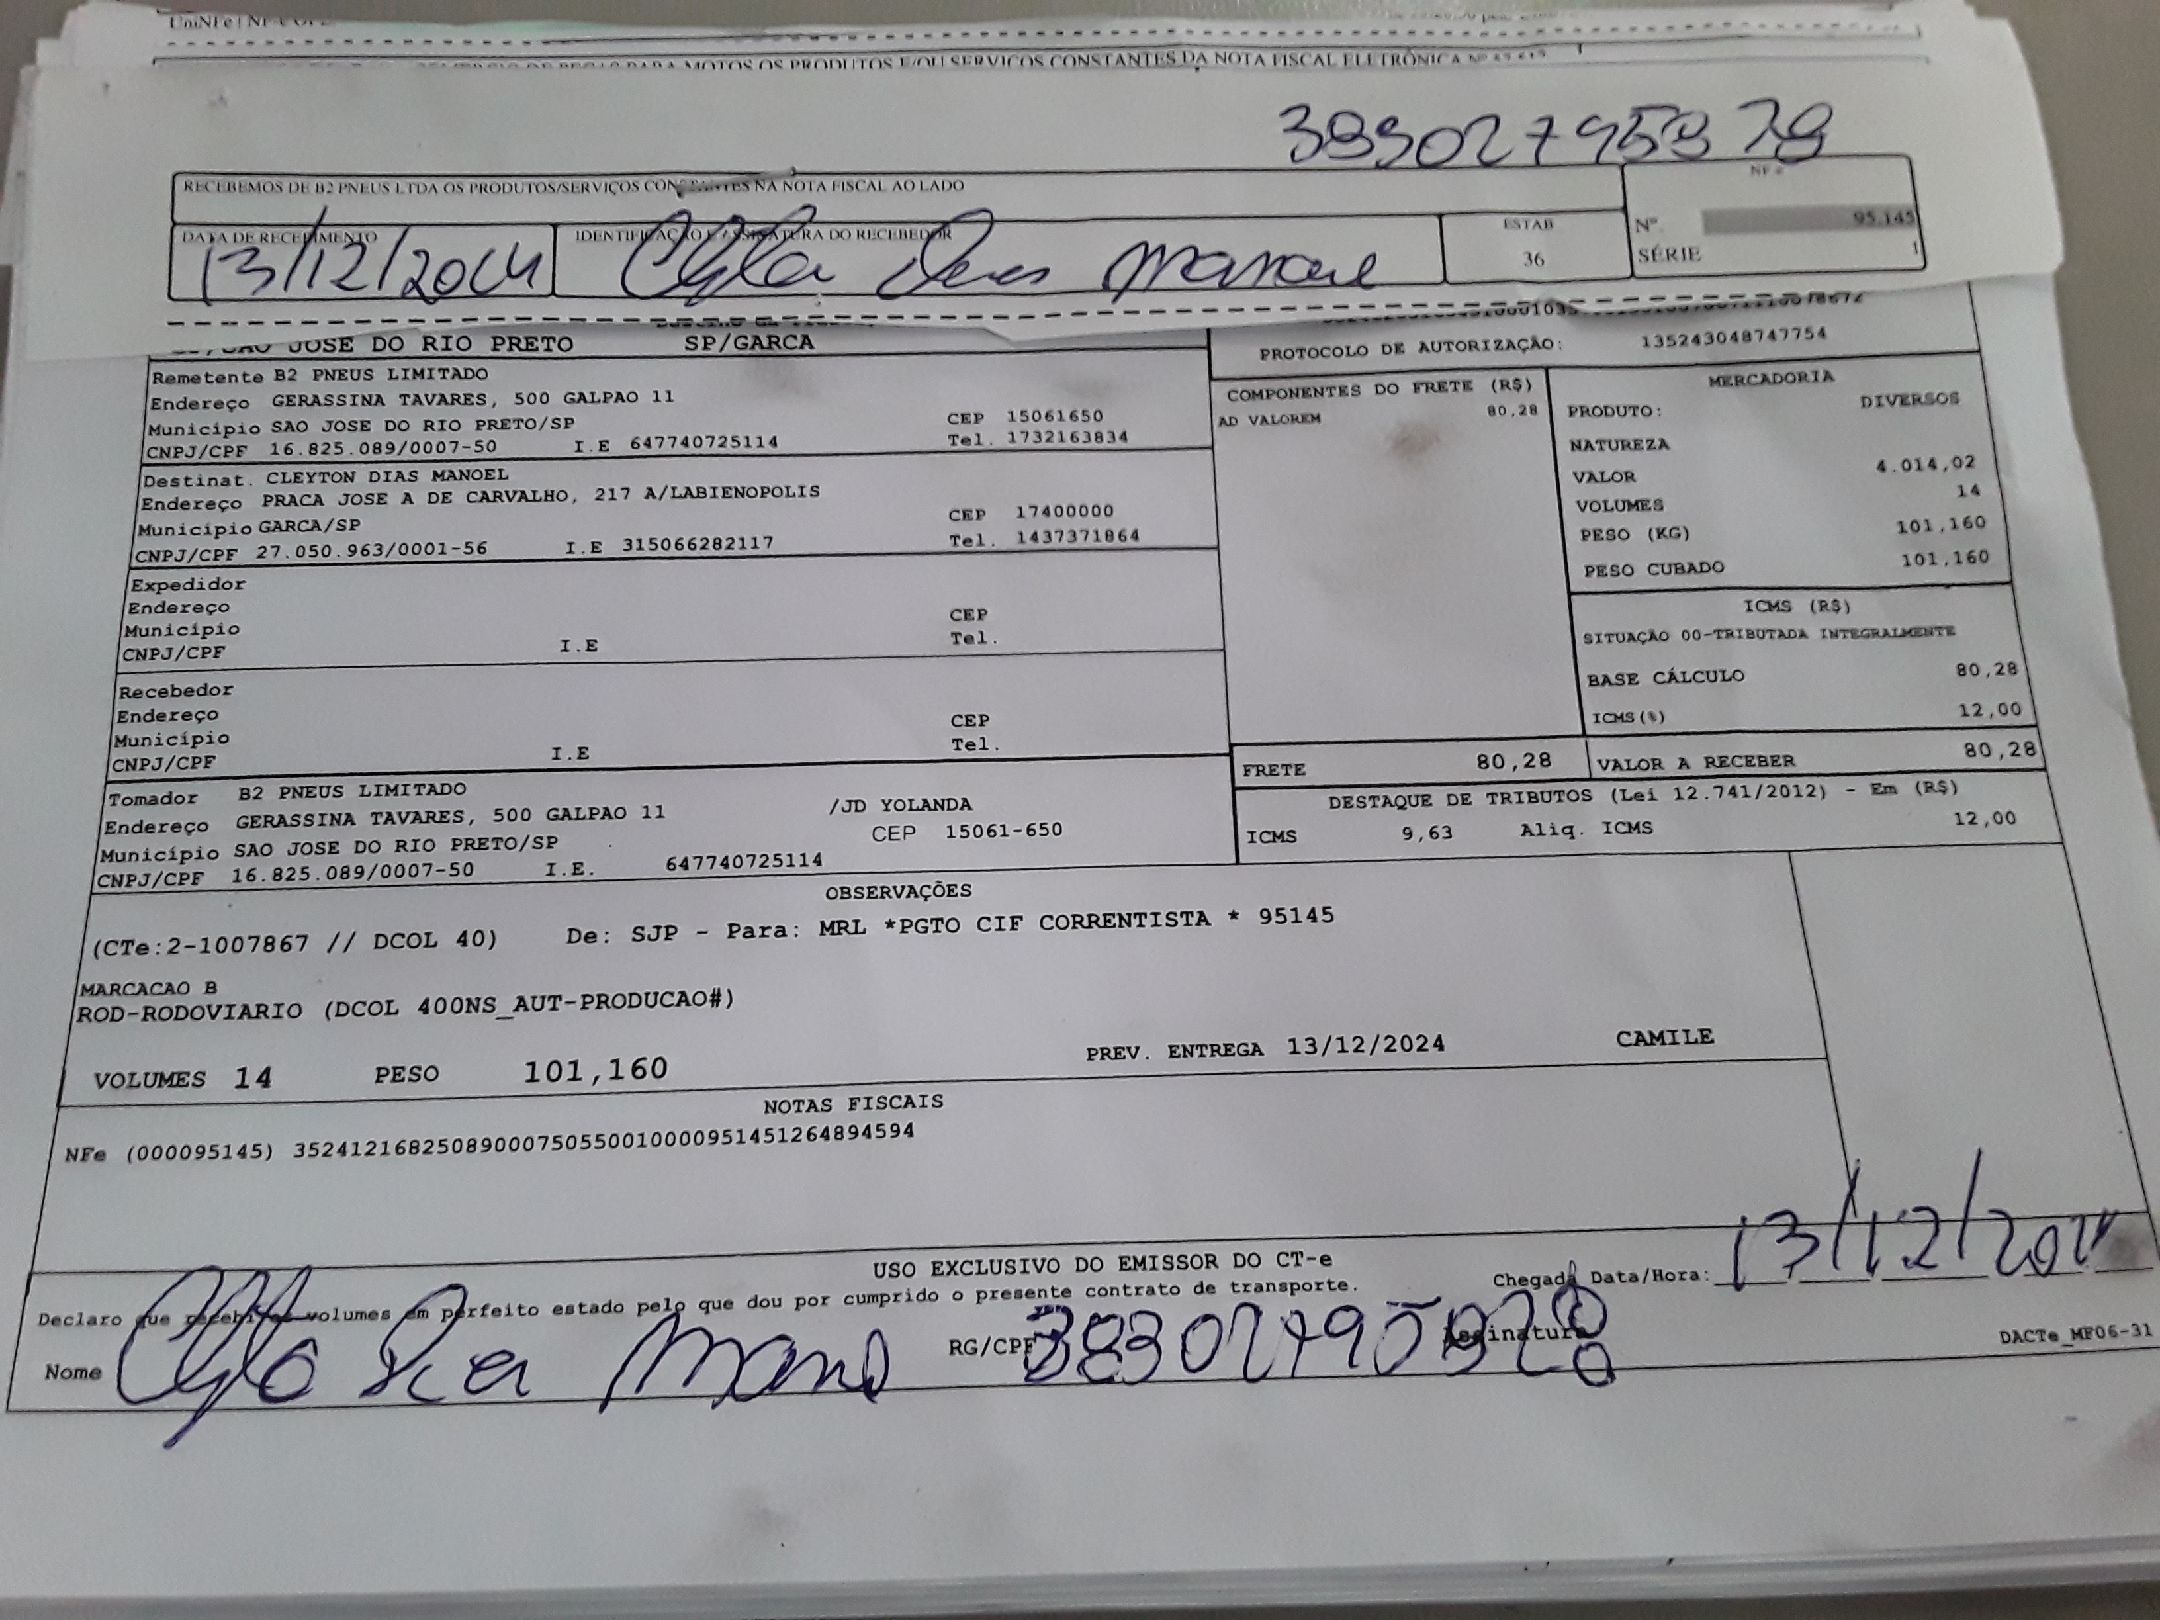 RECEBEMOS DE B2 PNEUS LTDA OS PRODUTOS/SERVIÇOS CONSTANTES NA NOTA FISCAL AO LADO
NF-e
DATA DE RECEBIMENTO
13/12/2024
IDENTIFICAÇÃO E ASSINATURA DO RECEBEDOR
ESTAB
36
Nº. 95.145
SÉRIE 1
SAO JOSE DO RIO PRETO SP/GARCA
PROTOCOLO DE AUTORIZAÇÃO: 135243048747754
Remetente B2 PNEUS LIMITADO
Endereço GERASSINA TAVARES, 500 GALPAO 11
Município SAO JOSE DO RIO PRETO/SP CEP 15061650
CNPJ/CPF 16.825.089/0007-50 I.E 647740725114 Tel. 1732163834
Destinat. CLEYTON DIAS MANOEL
Endereço PRACA JOSE A DE CARVALHO, 217 A/LABIENOPOLIS
Município GARCA/SP CEP 17400000
CNPJ/CPF 27.050.963/0001-56 I.E 315066282117 Tel. 1437371864
Expedidor
Endereço
Município CEP
CNPJ/CPF I.E Tel.
Recebedor
Endereço
Município CEP
CNPJ/CPF I.E Tel.
Tomador B2 PNEUS LIMITADO
Endereço GERASSINA TAVARES, 500 GALPAO 11 /JD YOLANDA
Município SAO JOSE DO RIO PRETO/SP CEP 15061-650
CNPJ/CPF 16.825.089/0007-50 I.E. 647740725114
COMPONENTES DO FRETE (R$)
AD VALOREM 80,28
MERCADORIA
PRODUTO: DIVERSOS
NATUREZA
VALOR 4.014,02
VOLUMES 14
PESO (KG) 101,160
PESO CUBADO 101,160
ICMS (R$)
SITUAÇÃO 00-TRIBUTADA INTEGRALMENTE
BASE CÁLCULO 80,28
ICMS(%) 12,00
FRETE 80,28 VALOR A RECEBER 80,28
DESTAQUE DE TRIBUTOS (Lei 12.741/2012) - Em (R$)
ICMS 9,63 Aliq. ICMS 12,00
OBSERVAÇÕES
(CTe:2-1007867 // DCOL 40) De: SJP - Para: MRL *PGTO CIF CORRENTISTA * 95145
MARCACAO B
ROD-RODOVIARIO (DCOL 400NS_AUT-PRODUCAO#)
VOLUMES 14 PESO 101,160 PREV. ENTREGA 13/12/2024 CAMILE
NOTAS FISCAIS
NFe (000095145) 35241216825089000750550010000951451264894594
USO EXCLUSIVO DO EMISSOR DO CT-e
Declaro que recebi os volumes em perfeito estado pelo que dou por cumprido o presente contrato de transporte.
Chegada Data/Hora: 13/12/2024
Nome RG/CPF Assinatura
DACTe_MF06-31